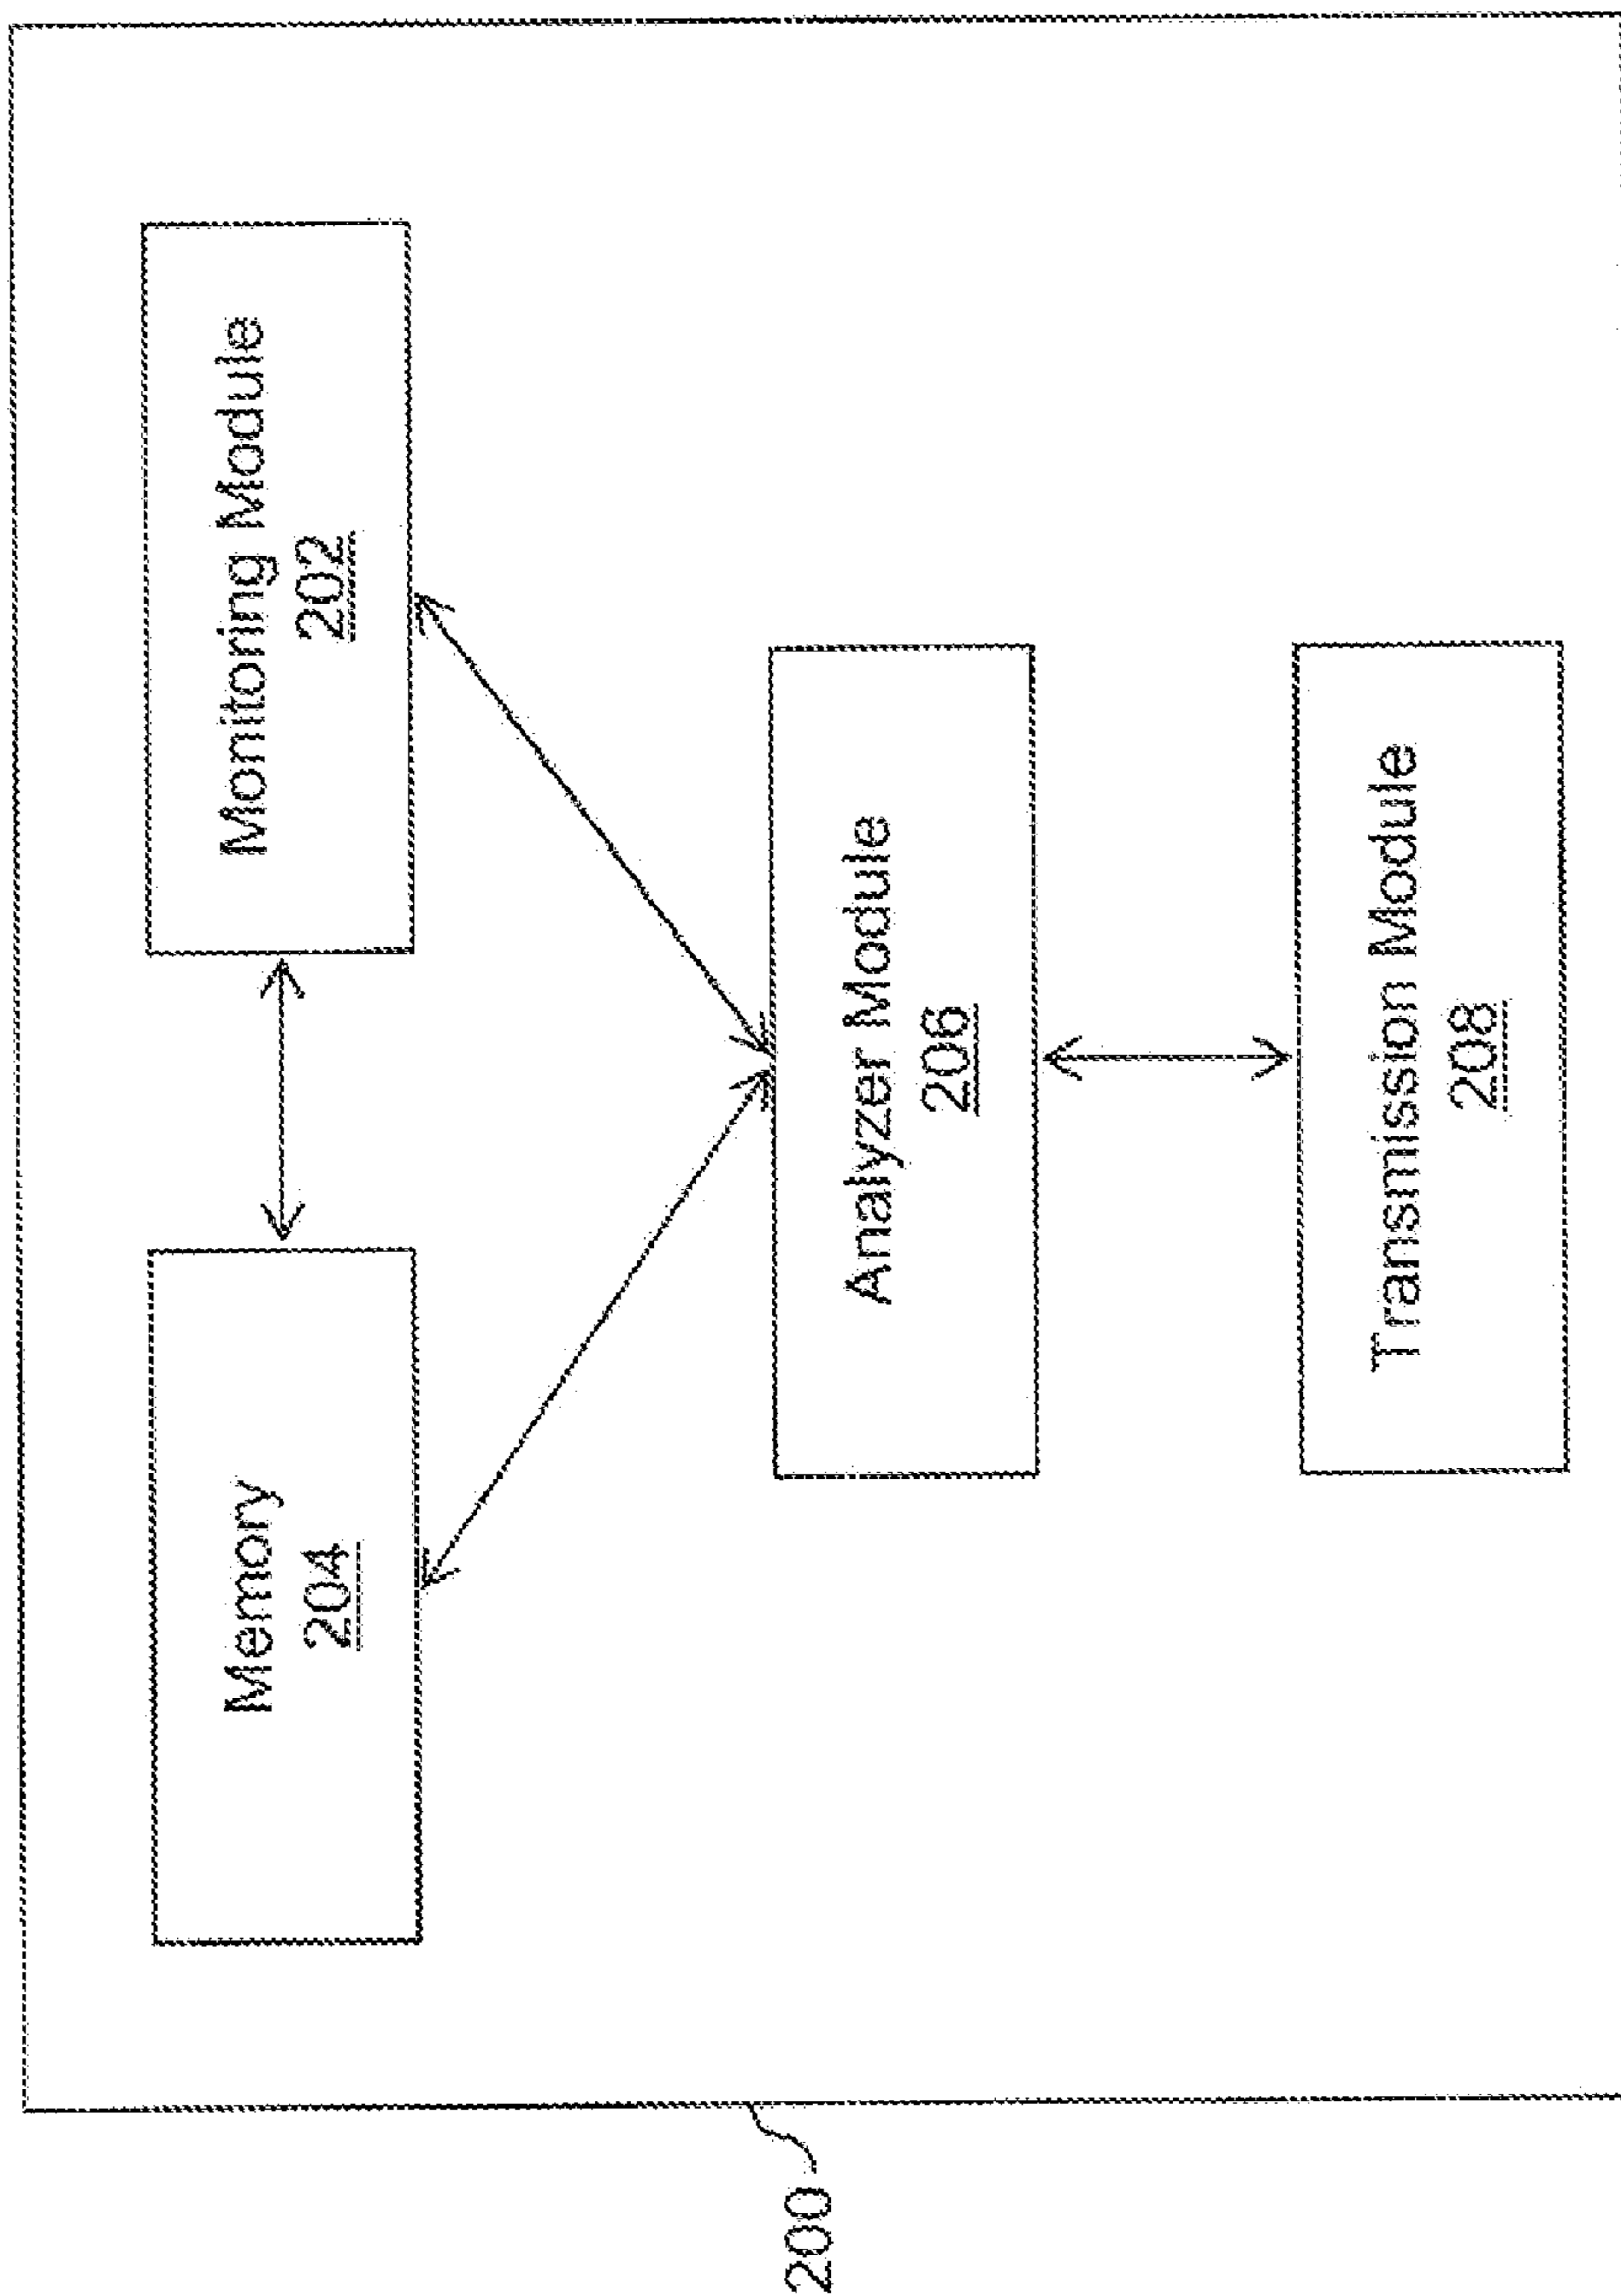 Memory
204
Monitoring Module
202
Analyzer Module
206
Transmission Module
208
200